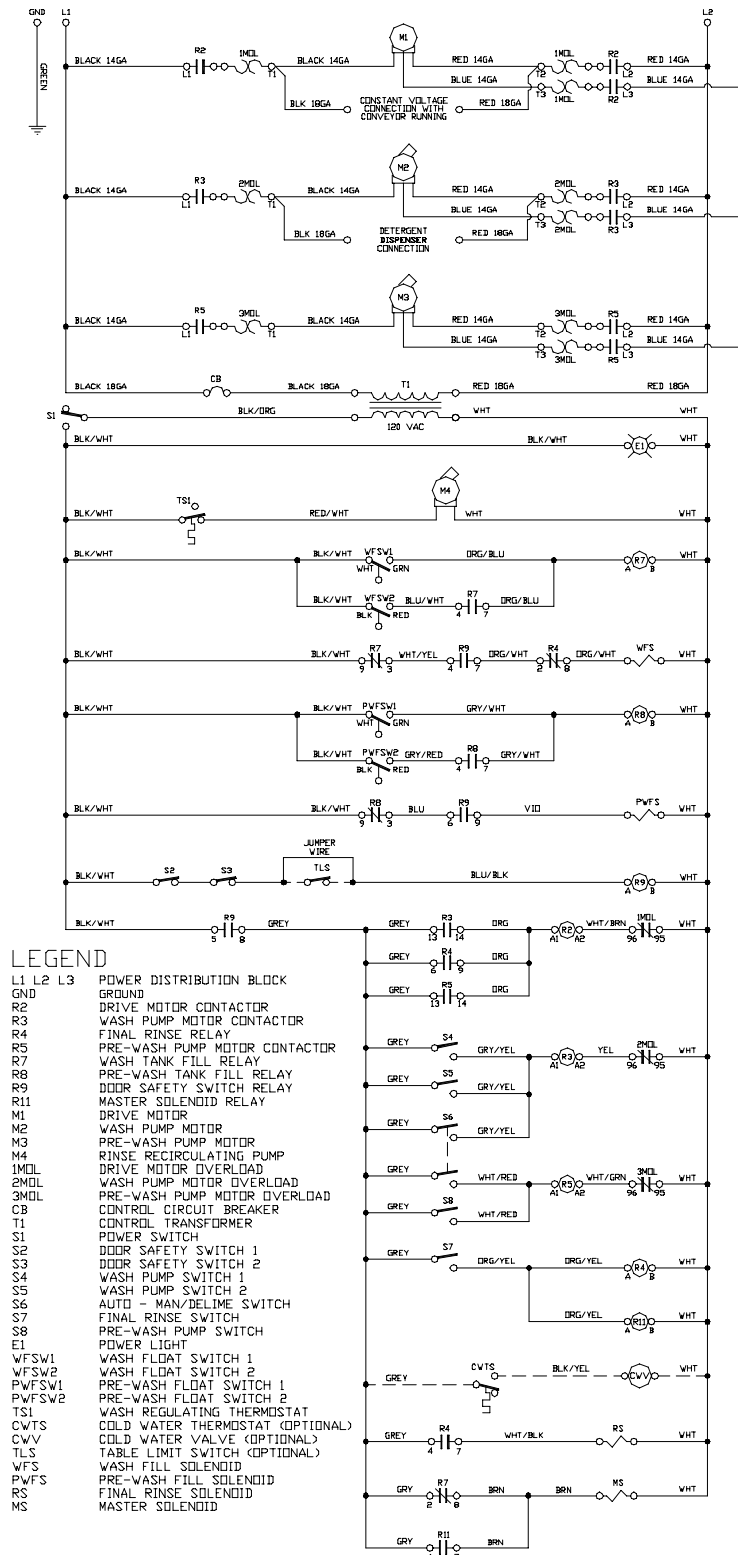 GND L1 L2
GREEN
M1
BLACK 14GA R2 1MOL BLACK 14GA RED 14GA 1MOL R2 RED 14GA
L1 T1 T2 L2
BLUE 14GA BLUE 14GA
T3 1MOL R2 L3
BLK 18GA CONSTANT VOLTAGE RED 18GA
CONNECTION WITH
CONVEYOR RUNNING
M2
BLACK 14GA R3 2MOL BLACK 14GA RED 14GA 2MOL R3 RED 14GA
L1 T1 T2 L2
BLUE 14GA BLUE 14GA
T3 2MOL R3 L3
BLK 18GA DETERGENT RED 18GA
DISPENSER
CONNECTION
M3
BLACK 14GA R5 3MOL BLACK 14GA RED 14GA 3MOL R5 RED 14GA
L1 T1 T2 L2
BLUE 14GA BLUE 14GA
T3 3MOL R5 L3
BLACK 18GA CB BLACK 18GA T1 RED 18GA RED 18GA
S1 BLK/ORG WHT WHT
120 VAC
BLK/WHT BLK/WHT E1 WHT
M4
BLK/WHT TS1 RED/WHT WHT WHT
BLK/WHT BLK/WHT WFSW1 ORG/BLU R7 WHT
WHT GRN A B
BLK/WHT WFSW2 BLU/WHT R7 ORG/BLU
BLK RED 4 7
BLK/WHT BLK/WHT R7 WHT/YEL R9 ORG/WHT R4 ORG/WHT WFS WHT
9 3 4 7 2 8
BLK/WHT BLK/WHT PWFSW1 GRY/WHT R8 WHT
WHT GRN A B
BLK/WHT PWFSW2 GRY/RED R8 GRY/WHT
BLK RED 4 7
BLK/WHT BLK/WHT R8 BLU R9 VIO PWFS WHT
9 3 6 9
JUMPER
WIRE
BLK/WHT S2 S3 TLS BLU/BLK R9 WHT
A B
BLK/WHT R9 GREY GREY R3 ORG R2 WHT/BRN 1MOL WHT
5 8 13 14 A1 A2 96 95
GREY R4 ORG
6 9
GREY R5 ORG
13 14
GREY S4 GRY/YEL R3 YEL 2MOL WHT
A1 A2 96 95
GREY S5 GRY/YEL
GREY S6 GRY/YEL
GREY WHT/RED R5 WHT/GRN 3MOL WHT
A1 A2 96 95
GREY S8 WHT/RED
GREY S7 ORG/YEL ORG/YEL R4 WHT
A B
ORG/YEL R11 WHT
A B
GREY CWTS BLK/YEL CWV WHT
GREY R4 WHT/BLK RS WHT
4 7
GRY R7 BRN BRN MS WHT
2 8
GRY R11 BRN
LEGEND
L1 L2 L3 POWER DISTRIBUTION BLOCK
GND GROUND
R2 DRIVE MOTOR CONTACTOR
R3 WASH PUMP MOTOR CONTACTOR
R4 FINAL RINSE RELAY
R5 PRE-WASH PUMP MOTOR CONTACTOR
R7 WASH TANK FILL RELAY
R8 PRE-WASH TANK FILL RELAY
R9 DOOR SAFETY SWITCH RELAY
R11 MASTER SOLENOID RELAY
M1 DRIVE MOTOR
M2 WASH PUMP MOTOR
M3 PRE-WASH PUMP MOTOR
M4 RINSE RECIRCULATING PUMP
1MOL DRIVE MOTOR OVERLOAD
2MOL WASH PUMP MOTOR OVERLOAD
3MOL PRE-WASH PUMP MOTOR OVERLOAD
CB CONTROL CIRCUIT BREAKER
T1 CONTROL TRANSFORMER
S1 POWER SWITCH
S2 DOOR SAFETY SWITCH 1
S3 DOOR SAFETY SWITCH 2
S4 WASH PUMP SWITCH 1
S5 WASH PUMP SWITCH 2
S6 AUTO - MAN/DELIME SWITCH
S7 FINAL RINSE SWITCH
S8 PRE-WASH PUMP SWITCH
E1 POWER LIGHT
WFSW1 WASH FLOAT SWITCH 1
WFSW2 WASH FLOAT SWITCH 2
PWFSW1 PRE-WASH FLOAT SWITCH 1
PWFSW2 PRE-WASH FLOAT SWITCH 2
TS1 WASH REGULATING THERMOSTAT
CWTS COLD WATER THERMOSTAT (OPTIONAL)
CWV COLD WATER VALVE (OPTIONAL)
TLS TABLE LIMIT SWITCH (OPTIONAL)
WFS WASH FILL SOLENOID
PWFS PRE-WASH FILL SOLENOID
RS FINAL RINSE SOLENOID
MS MASTER SOLENOID